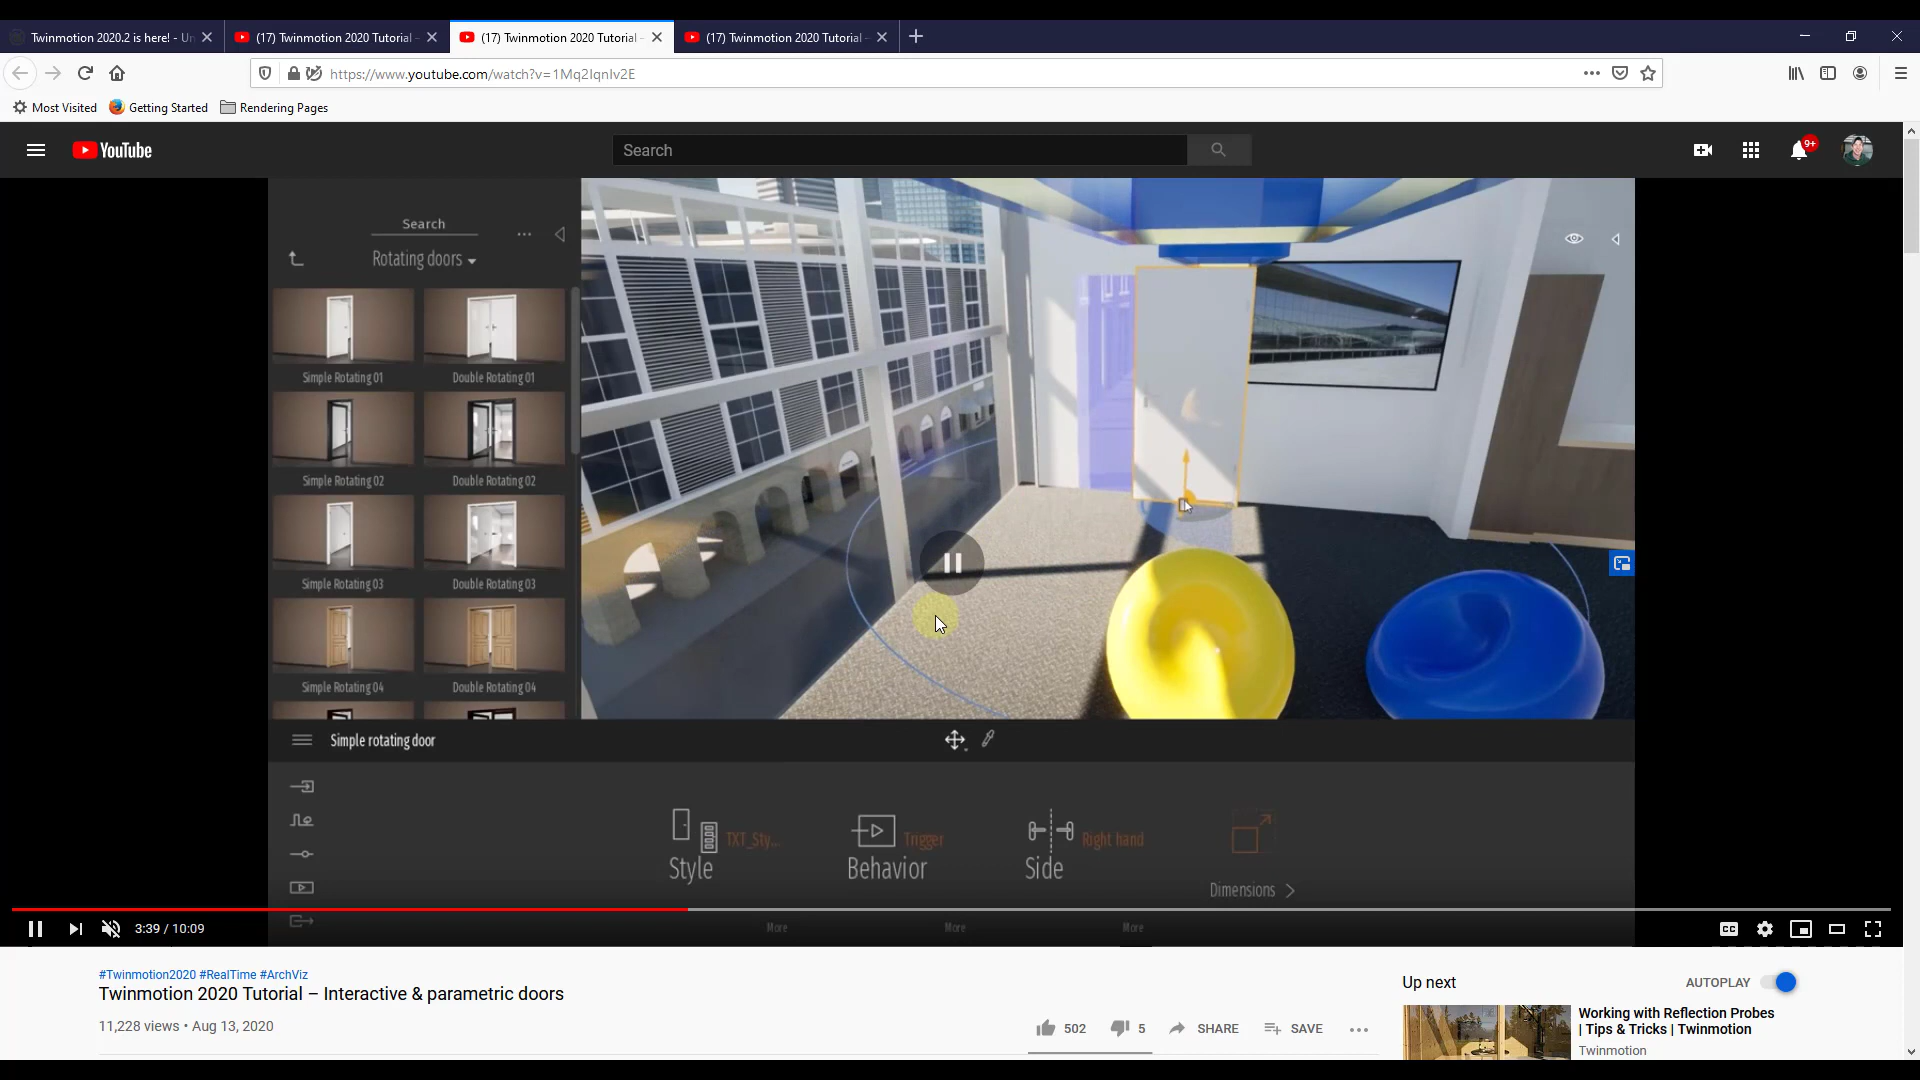 Twinmotion 2020.2 is here! - Un
(17) Twinmotion 2020 Tutorial -
(17) Twinmotion 2020 Tutorial -
(17) Twinmotion 2020 Tutorial -
https://www.youtube.com/watch?v=1Mq2IqnIv2E
Most Visited
Getting Started
Rendering Pages
YouTube
Search
9+
Search
Rotating doors
Simple Rotating 01
Double Rotating 01
Simple Rotating 02
Double Rotating 02
Simple Rotating 03
Double Rotating 03
Simple Rotating 04
Double Rotating 04
Simple rotating door
TXT_Sty...
Style
Trigger
Behavior
Right hand
Side
Dimensions
More
More
More
3:39 / 10:09
CC
#Twinmotion2020 #RealTime #ArchViz
Twinmotion 2020 Tutorial – Interactive & parametric doors
11,228 views • Aug 13, 2020
502
5
SHARE
SAVE
Up next
AUTOPLAY
Working with Reflection Probes
| Tips & Tricks | Twinmotion
Twinmotion